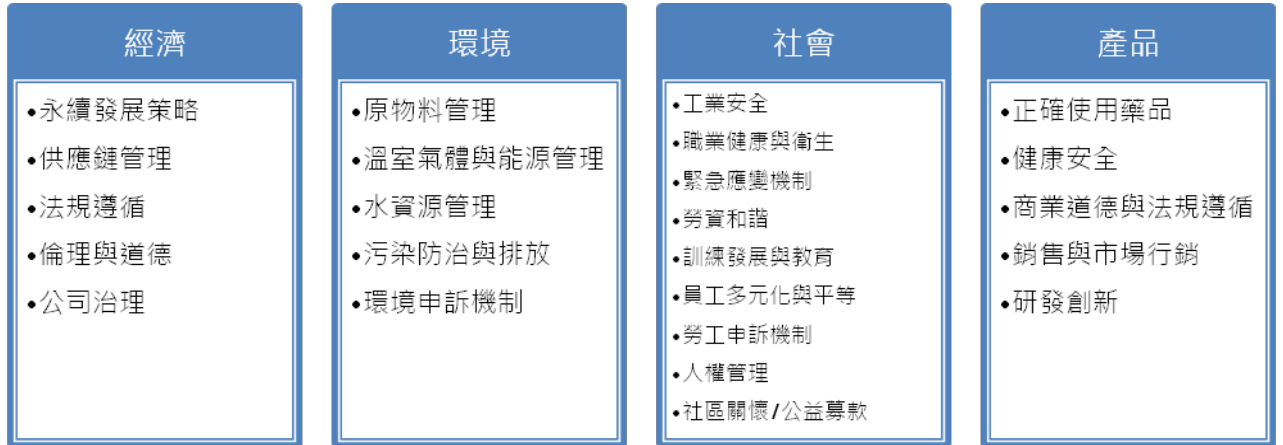 經濟
•永續發展策略
•供應鏈管理
•法規遵循
•倫理與道德
•公司治理
環境
•原物料管理
•溫室氣體與能源管理
•水資源管理
•污染防治與排放
•環境申訴機制
社會
•工業安全
•職業健康與衛生
•緊急應變機制
•勞資和諧
•訓練發展與教育
•員工多元化與平等
•勞工申訴機制
•人權管理
•社區關懷/公益募款
產品
•正確使用藥品
•健康安全
•商業道德與法規遵循
•銷售與市場行銷
•研發創新